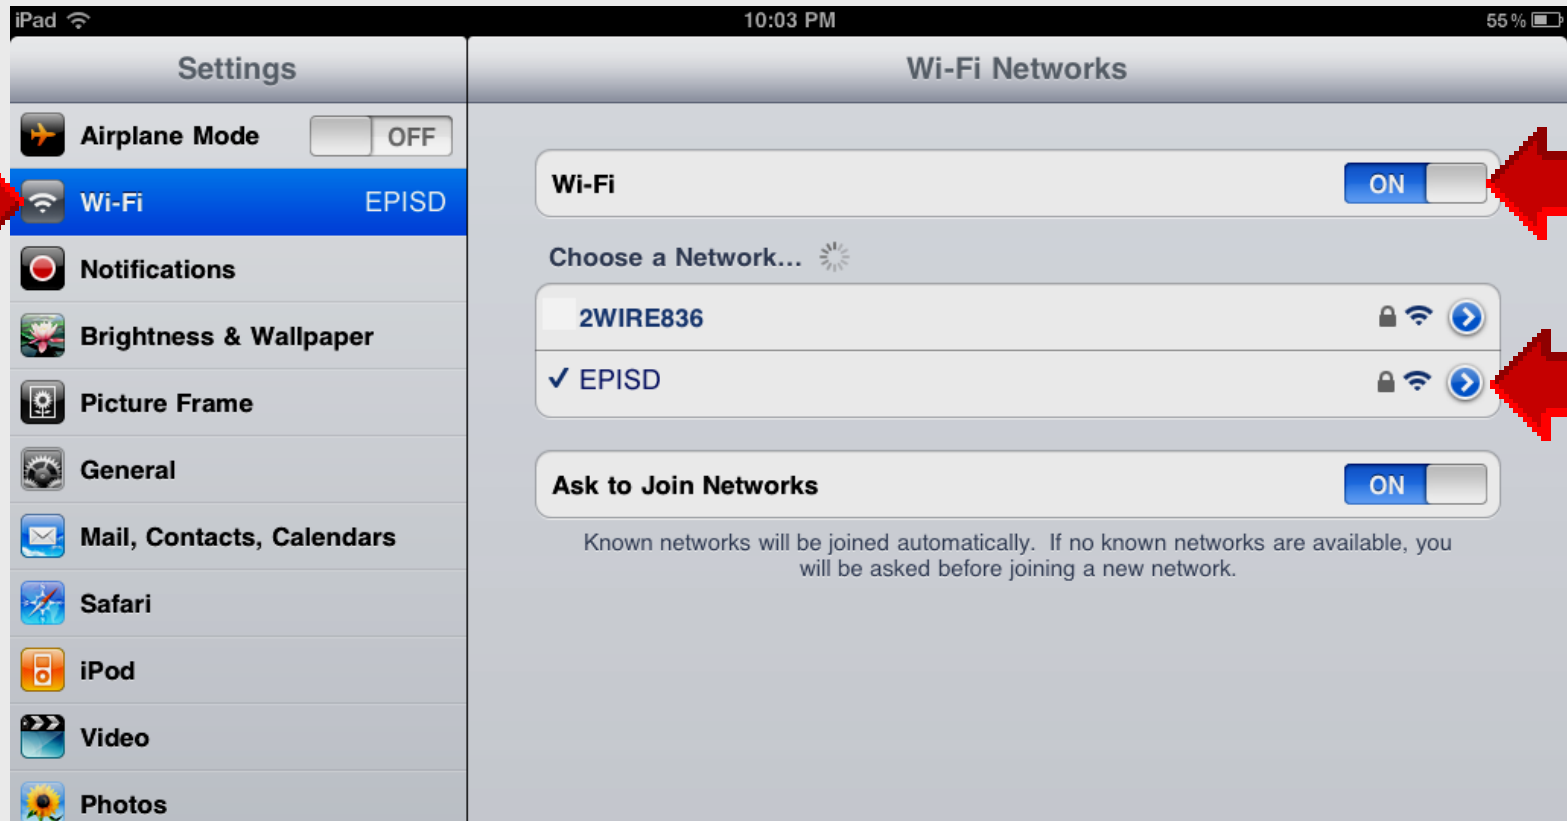 iPad 10:03 PM 55%
Settings
Wi-Fi Networks
Airplane Mode OFF
Wi-Fi EPISD
Notifications
Brightness & Wallpaper
Picture Frame
General
Mail, Contacts, Calendars
Safari
iPod
Video
Photos
Wi-Fi ON
Choose a Network...
2WIRE836
✓ EPISD
Ask to Join Networks ON
Known networks will be joined automatically. If no known networks are available, you
will be asked before joining a new network.